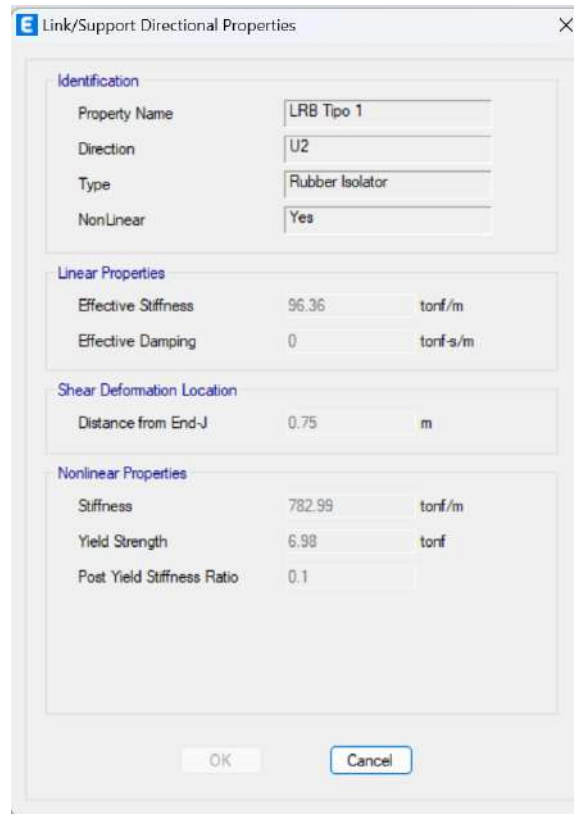 E Link/Support Directional Properties
Identification
Property Name LRB Tipo 1
Direction U2
Type Rubber Isolator
NonLinear Yes
Linear Properties
Effective Stiffness 96.36 tonf/m
Effective Damping 0 tonf-s/m
Shear Deformation Location
Distance from End-J 0.75 m
Nonlinear Properties
Stiffness 782.99 tonf/m
Yield Strength 6.98 tonf
Post Yield Stiffness Ratio 0.1
OK Cancel